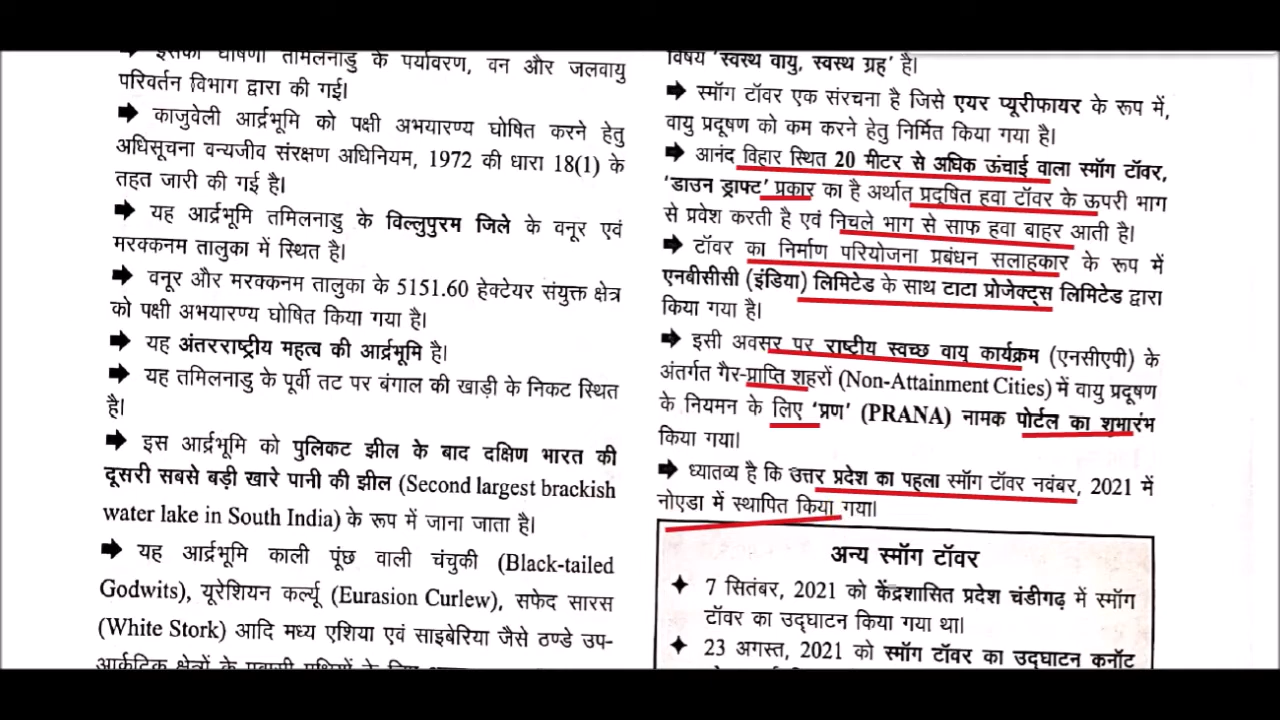 इसकी घोषणा तमिलनाडु के पर्यावरण, वन और जलवायु
परिवर्तन विभाग द्वारा की गई।
➡ काजुवेली आर्द्रभूमि को पक्षी अभयारण्य घोषित करने हेतु
अधिसूचना वन्यजीव संरक्षण अधिनियम, 1972 की धारा 18(1) के
तहत जारी की गई है।
➡ यह आर्द्रभूमि तमिलनाडु के विल्लुपुरम जिले के वनूर एवं
मरक्कनम तालुका में स्थित है।
➡ वनूर और मरक्कनम तालुका के 5151.60 हेक्टेयर संयुक्त क्षेत्र
को पक्षी अभयारण्य घोषित किया गया है।
➡ यह अंतरराष्ट्रीय महत्व की आर्द्रभूमि है।
➡ यह तमिलनाडु के पूर्वी तट पर बंगाल की खाड़ी के निकट स्थित
है।
➡ इस आर्द्रभूमि को पुलिकट झील के बाद दक्षिण भारत की
दूसरी सबसे बड़ी खारे पानी की झील (Second largest brackish
water lake in South India) के रूप में जाना जाता है।
➡ यह आर्द्रभूमि काली पूंछ वाली चंचुकी (Black-tailed
Godwits), यूरेशियन कर्ल्यू (Eurasion Curlew), सफेद सारस
(White Stork) आदि मध्य एशिया एवं साइबेरिया जैसे ठण्डे उप-
आर्कटिक क्षेत्रों के प्रवासी पक्षियों के लिए
विषय 'स्वस्थ वायु, स्वस्थ ग्रह' है।
➡ स्मॉग टॉवर एक संरचना है जिसे एयर प्यूरीफायर के रूप में,
वायु प्रदूषण को कम करने हेतु निर्मित किया गया है।
➡ आनंद विहार स्थित 20 मीटर से अधिक ऊंचाई वाला स्मॉग टॉवर,
'डाउन ड्राफ्ट' प्रकार का है अर्थात प्रदूषित हवा टॉवर के ऊपरी भाग
से प्रवेश करती है एवं निचले भाग से साफ हवा बाहर आती है।
➡ टॉवर का निर्माण परियोजना प्रबंधन सलाहकार के रूप में
एनबीसीसी (इंडिया) लिमिटेड के साथ टाटा प्रोजेक्ट्स लिमिटेड द्वारा
किया गया है।
➡ इसी अवसर पर राष्ट्रीय स्वच्छ वायु कार्यक्रम (एनसीएपी) के
अंतर्गत गैर-प्राप्ति शहरों (Non-Attainment Cities) में वायु प्रदूषण
के नियमन के लिए 'प्रण' (PRANA) नामक पोर्टल का शुभारंभ
किया गया।
➡ ध्यातव्य है कि उत्तर प्रदेश का पहला स्मॉग टॉवर नवंबर, 2021 में
नोएडा में स्थापित किया गया।
अन्य स्मॉग टॉवर
✦ 7 सितंबर, 2021 को केंद्रशासित प्रदेश चंडीगढ़ में स्मॉग
टॉवर का उद्घाटन किया गया था।
✦ 23 अगस्त, 2021 को स्मॉग टॉवर का उद्घाटन कनॉट